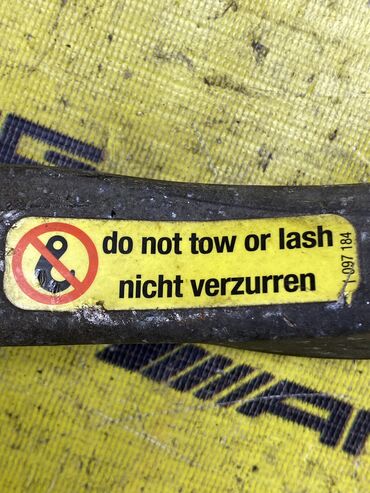 do not tow or lash
nicht verzurren
1 097 184